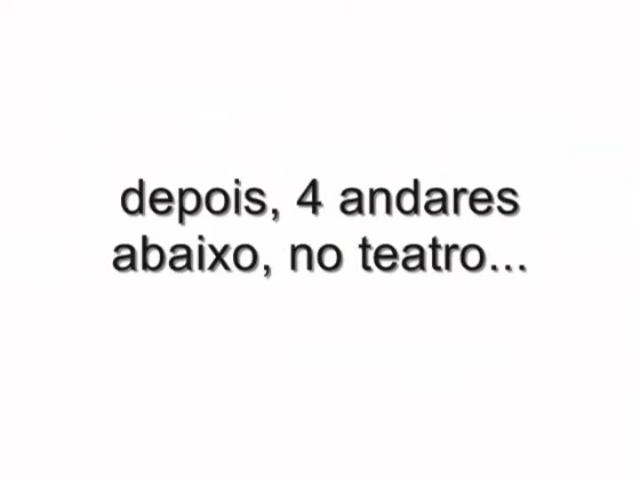 depois, 4 andares
abaixo, no teatro...